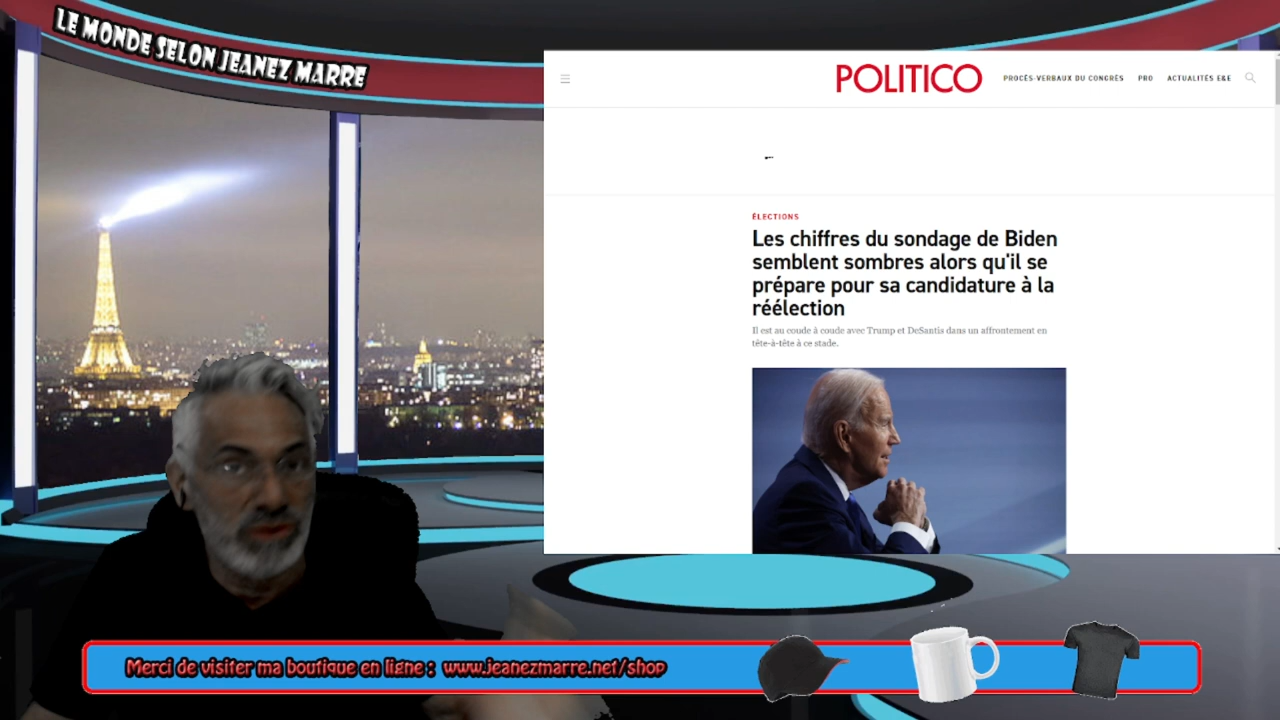 LE MONDE SELON JEANEZ MARRE
POLITICO
PROCÈS-VERBAUX DU CONGRÈS PRO ACTUALITÉS E&E
ÉLECTIONS
Les chiffres du sondage de Biden
semblent sombres alors qu'il se
prépare pour sa candidature à la
réélection
Il est au coude à coude avec Trump et DeSantis dans un affrontement en
tête-à-tête à ce stade.
Merci de visiter ma boutique en ligne : www.jeanezmarre.net/shop